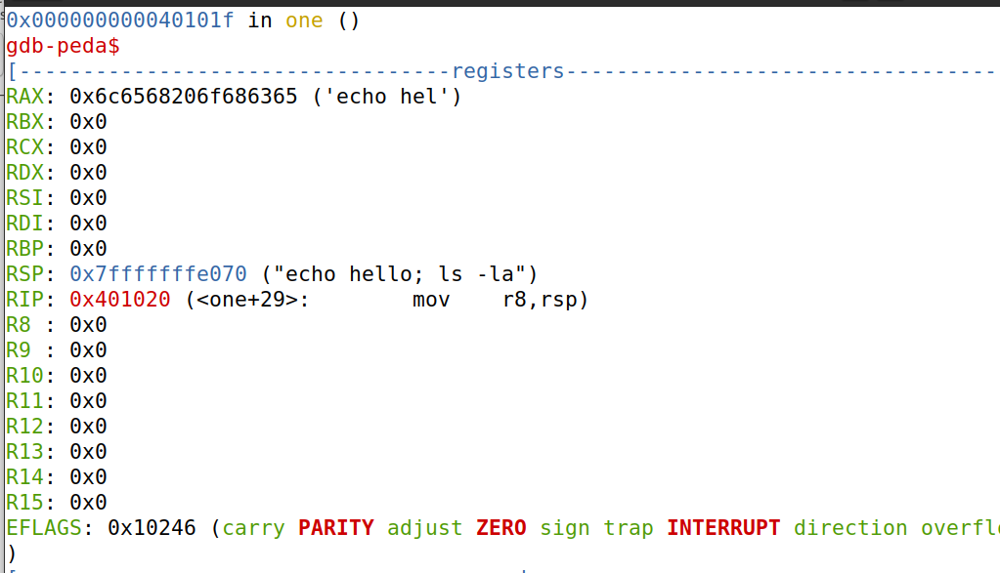 0x000000000040101f in one ()
gdb-peda$
[----------------------------------registers----------------------------------
RAX: 0x6c6568206f686365 ('echo hel')
RBX: 0x0
RCX: 0x0
RDX: 0x0
RSI: 0x0
RDI: 0x0
RBP: 0x0
RSP: 0x7fffffffe070 ("echo hello; ls -la")
RIP: 0x401020 (<one+29>:        mov    r8,rsp)
R8 : 0x0
R9 : 0x0
R10: 0x0
R11: 0x0
R12: 0x0
R13: 0x0
R14: 0x0
R15: 0x0
EFLAGS: 0x10246 (carry PARITY adjust ZERO sign trap INTERRUPT direction overfl
)